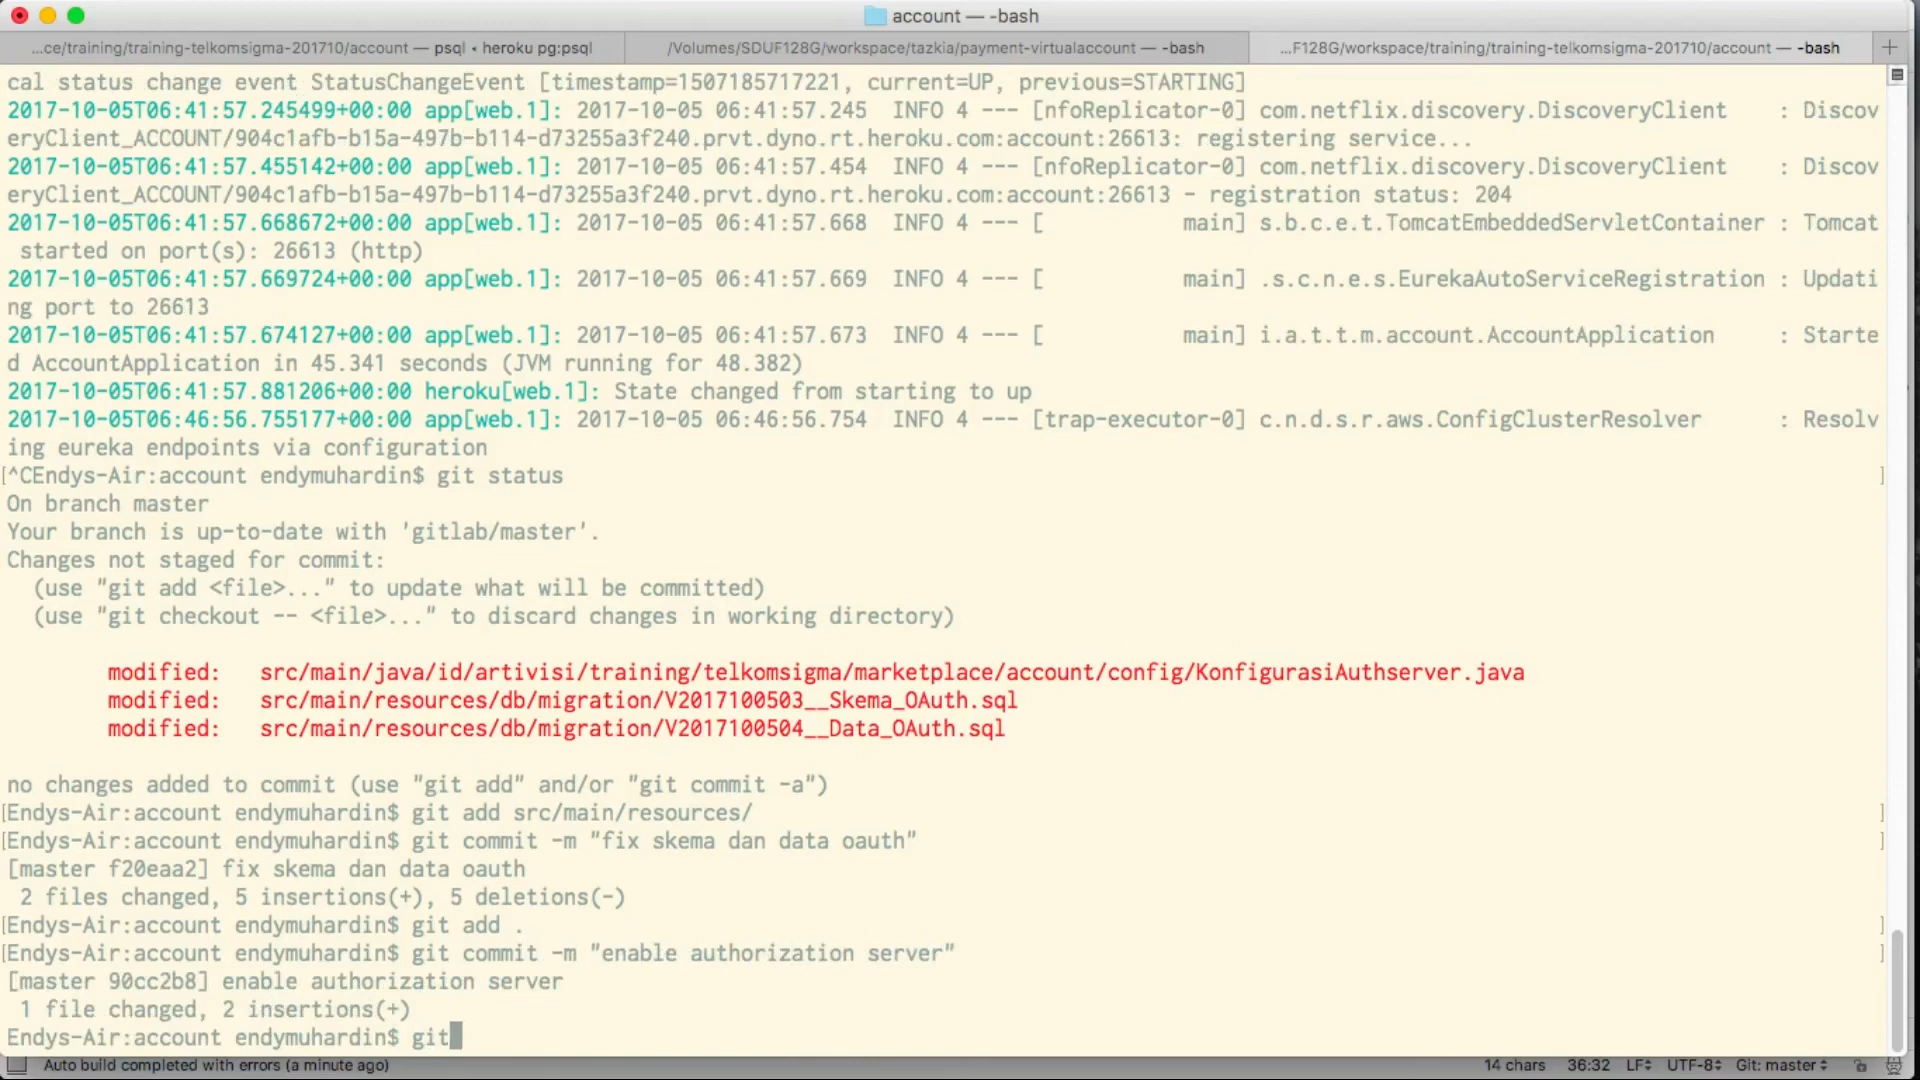 account — -bash
...ce/training/training-telkomsigma-201710/account — psql ◂ heroku pg:psql
/Volumes/SDUF128G/workspace/tazkia/payment-virtualaccount — -bash
...F128G/workspace/training/training-telkomsigma-201710/account — -bash
cal status change event StatusChangeEvent [timestamp=1507185717221, current=UP, previous=STARTING]
2017-10-05T06:41:57.245499+00:00 app[web.1]: 2017-10-05 06:41:57.245  INFO 4 --- [nfoReplicator-0] com.netflix.discovery.DiscoveryClient    : Discov
eryClient_ACCOUNT/904c1afb-b15a-497b-b114-d73255a3f240.prvt.dyno.rt.heroku.com:account:26613: registering service...
2017-10-05T06:41:57.455142+00:00 app[web.1]: 2017-10-05 06:41:57.454  INFO 4 --- [nfoReplicator-0] com.netflix.discovery.DiscoveryClient    : Discov
eryClient_ACCOUNT/904c1afb-b15a-497b-b114-d73255a3f240.prvt.dyno.rt.heroku.com:account:26613 - registration status: 204
2017-10-05T06:41:57.668672+00:00 app[web.1]: 2017-10-05 06:41:57.668  INFO 4 --- [           main] s.b.c.e.t.TomcatEmbeddedServletContainer : Tomcat
 started on port(s): 26613 (http)
2017-10-05T06:41:57.669724+00:00 app[web.1]: 2017-10-05 06:41:57.669  INFO 4 --- [           main] .s.c.n.e.s.EurekaAutoServiceRegistration : Updati
ng port to 26613
2017-10-05T06:41:57.674127+00:00 app[web.1]: 2017-10-05 06:41:57.673  INFO 4 --- [           main] i.a.t.t.m.account.AccountApplication     : Starte
d AccountApplication in 45.341 seconds (JVM running for 48.382)
2017-10-05T06:41:57.881206+00:00 heroku[web.1]: State changed from starting to up
2017-10-05T06:46:56.755177+00:00 app[web.1]: 2017-10-05 06:46:56.754  INFO 4 --- [trap-executor-0] c.n.d.s.r.aws.ConfigClusterResolver      : Resolv
ing eureka endpoints via configuration
[^CEndys-Air:account endymuhardin$ git status ]
On branch master
Your branch is up-to-date with 'gitlab/master'.
Changes not staged for commit:
  (use "git add <file>..." to update what will be committed)
  (use "git checkout -- <file>..." to discard changes in working directory)
modified:   src/main/java/id/artivisi/training/telkomsigma/marketplace/account/config/KonfigurasiAuthserver.java
modified:   src/main/resources/db/migration/V2017100503__Skema_OAuth.sql
modified:   src/main/resources/db/migration/V2017100504__Data_OAuth.sql
no changes added to commit (use "git add" and/or "git commit -a")
[Endys-Air:account endymuhardin$ git add src/main/resources/ ]
[Endys-Air:account endymuhardin$ git commit -m "fix skema dan data oauth" ]
[master f20eaa2] fix skema dan data oauth
 2 files changed, 5 insertions(+), 5 deletions(-)
[Endys-Air:account endymuhardin$ git add . ]
[Endys-Air:account endymuhardin$ git commit -m "enable authorization server" ]
[master 90cc2b8] enable authorization server
 1 file changed, 2 insertions(+)
Endys-Air:account endymuhardin$ git
Auto build completed with errors (a minute ago)
14 chars 36:32 LF UTF-8 Git: master